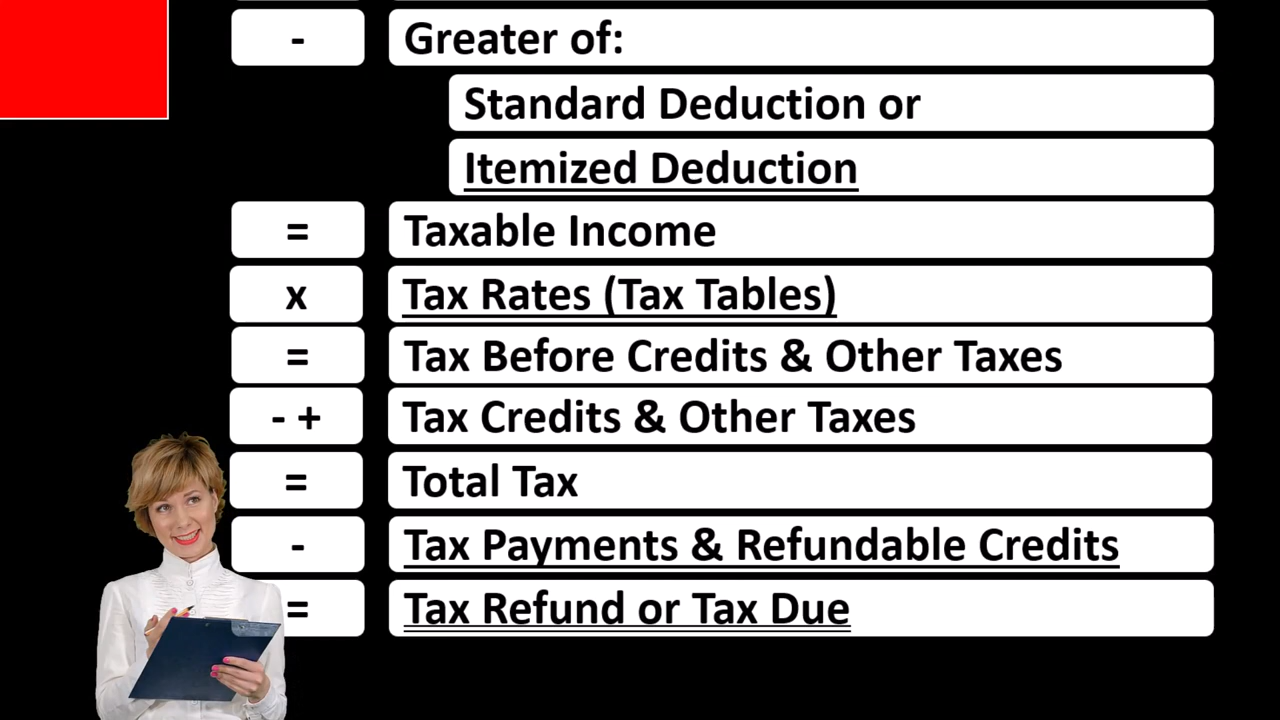 - Greater of:
Standard Deduction or
Itemized Deduction
= Taxable Income
x Tax Rates (Tax Tables)
= Tax Before Credits & Other Taxes
- + Tax Credits & Other Taxes
= Total Tax
- Tax Payments & Refundable Credits
= Tax Refund or Tax Due